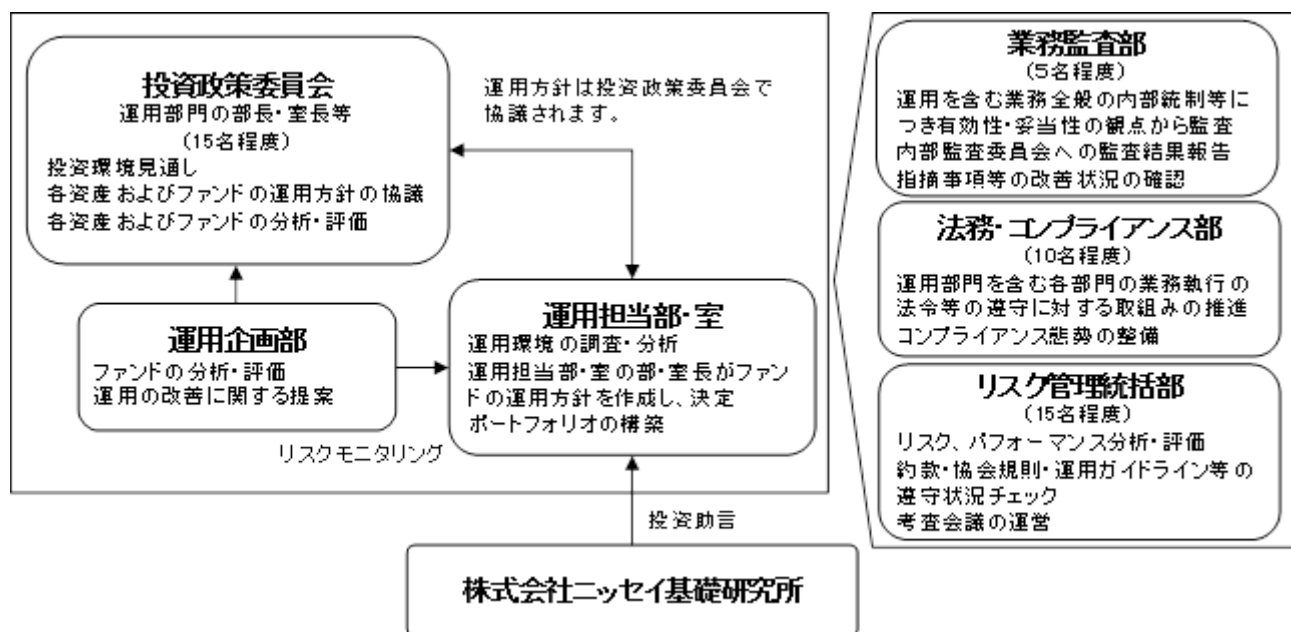 投資政策委員会
運用部門の部長・室長等
(15名程度)
投資環境見通し
各資産およびファンドの運用方針の協議
各資産およびファンドの分析・評価
運用方針は投資政策委員会で
協議されます。
運用企画部
ファンドの分析・評価
運用の改善に関する提案
リスクモニタリング
運用担当部・室
運用環境の調査・分析
運用担当部・室の部・室長がファン
ドの運用方針を作成し、決定
ポートフォリオの構築
投資助言
株式会社ニッセイ基礎研究所
業務監査部
(5名程度)
運用を含む業務全般の内部統制等に
つき有効性・妥当性の観点から監査
内部監査委員会への監査結果報告
指摘事項等の改善状況の確認
法務・コンプライアンス部
(10名程度)
運用部門を含む各部門の業務執行の
法令等の遵守に対する取組みの推進
コンプライアンス態勢の整備
リスク管理統括部
(15名程度)
リスク、パフォーマンス分析・評価
約款・協会規則・運用ガイドライン等の
遵守状況チェック
考査会議の運営